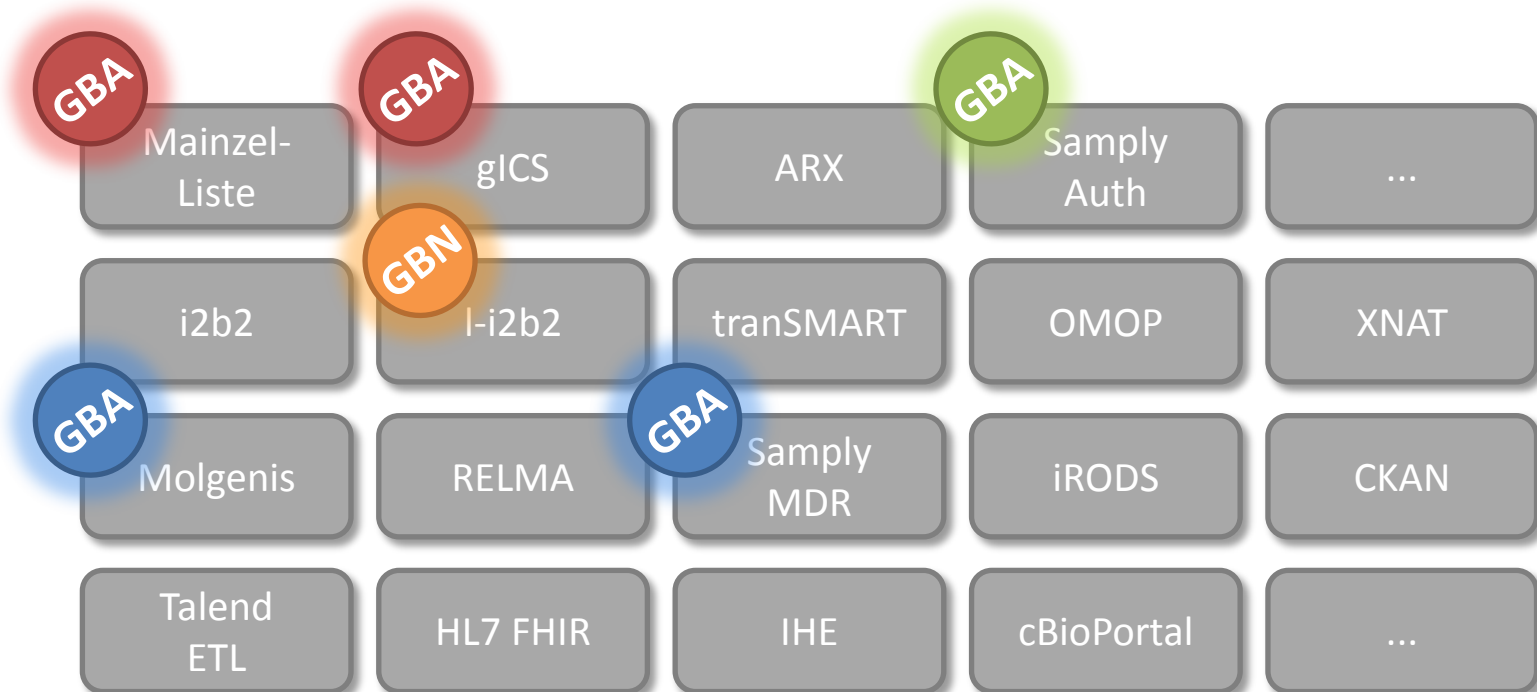 GBA
GBA
GBA
Mainzel-
Liste
gICS
ARX
Samply
Auth
...
GBN
i2b2
l-i2b2
tranSMART
OMOP
XNAT
GBA
GBA
Molgenis
RELMA
Samply
MDR
iRODS
CKAN
Talend
ETL
HL7 FHIR
IHE
cBioPortal
...